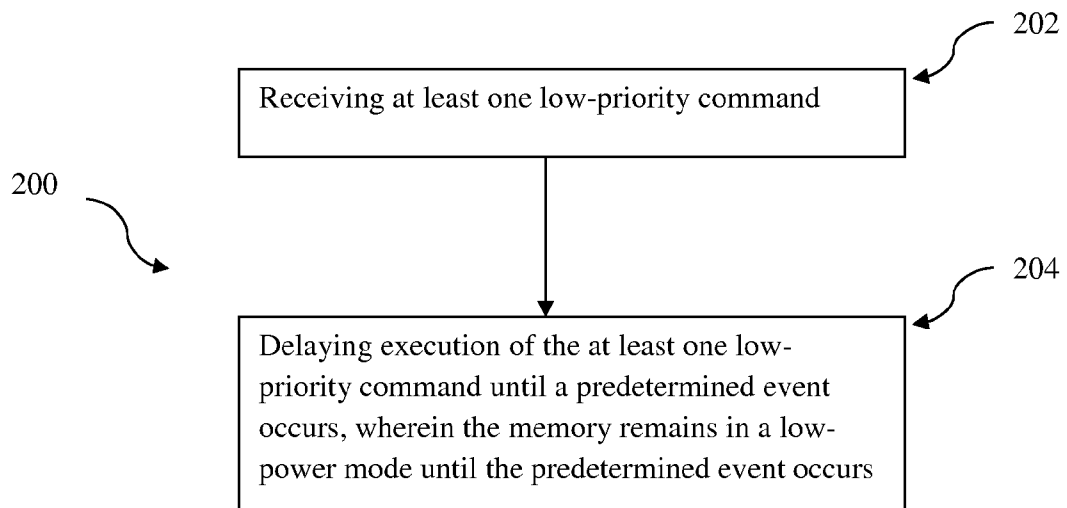 202
Receiving at least one low-priority command
200
204
Delaying execution of the at least one low-
priority command until a predetermined event
occurs, wherein the memory remains in a low-
power mode until the predetermined event occurs